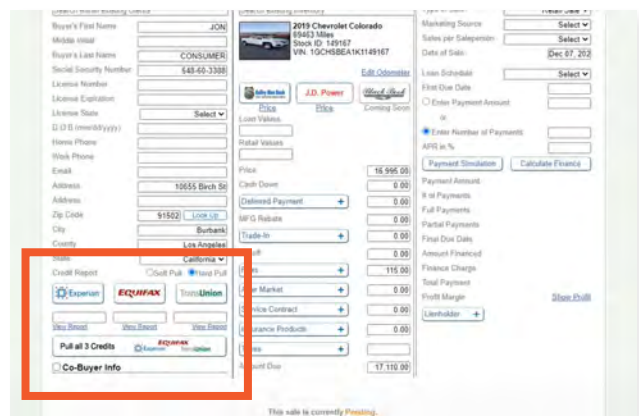 Buyer's First Name JON
Middle Initial
Buyer's Last Name CONSUMER
Social Security Number 548-60-3388
License Number
License Expiration
License State Select
D.O.B (mm/dd/yyyy)
Home Phone
Work Phone
Email
Address 10655 Birch St
Address
Zip Code 91502 Look Up
City Burbank
County Los Angeles
State California
Credit Report Soft Pull Hard Pull
Experian EQUIFAX TransUnion
View Report View Report View Report
Pull all 3 Credits Experian EQUIFAX TransUnion
Co-Buyer Info
2019 Chevrolet Colorado
69463 Miles
Stock ID: 149167
VIN: 1GCHSBEA1K1149167
Edit Odometer
Kelley Blue Book J.D. Power Black Book
Price Price Coming Soon
Loan Values
Retail Values
Price 16,995.00
Cash Down 0.00
Deferred Payment + 0.00
MFG Rebate 0.00
Trade-In + 0.00
0.00
+ 115.00
Market + 0.00
Service Contract + 0.00
Insurance Products + 0.00
+
Amount Due 17,110.00
Marketing Source Select
Sales per Salesperson Select
Date of Sale Dec 07, 202
Loan Schedule Select
First Due Date
Enter Payment Amount
or
Enter Number of Payments
APR in %
Payment Simulation Calculate Finance
Payment Amount
# of Payments
Full Payments
Partial Payments
Final Due Date
Amount Financed
Finance Charge
Total Payment
Profit Margin Show Profit
Lienholder +
This sale is currently Pending.